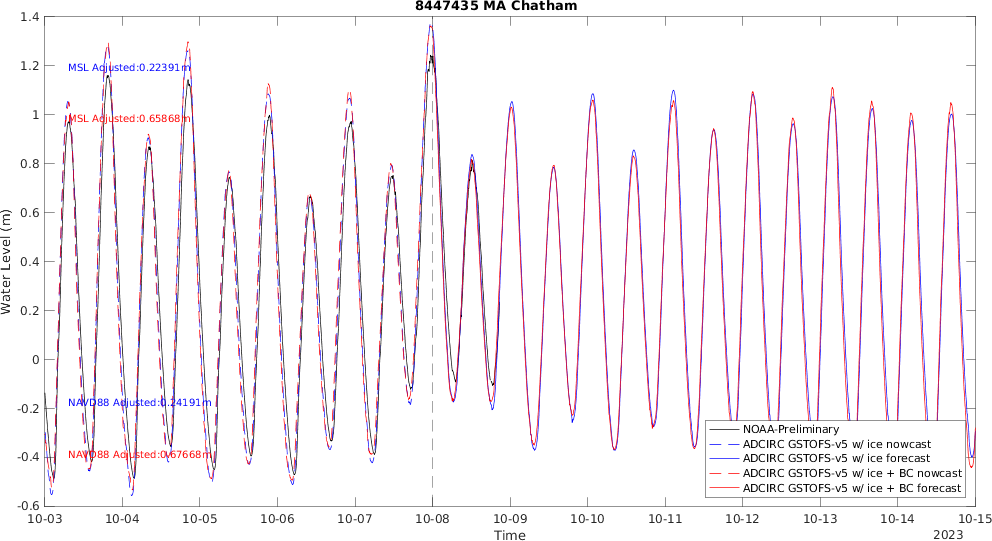 8447435 MA Chatham
1.4
1.2
1
0.8
0.6
0.4
0.2
0
-0.2
-0.4
-0.6
Water Level (m)
MSL Adjusted:0.22391m
MSL Adjusted:0.65868m
NAVD88 Adjusted:0.24191m
NAVD88 Adjusted:0.67668m
NOAA-Preliminary
ADCIRC GSTOFS-v5 w/ ice nowcast
ADCIRC GSTOFS-v5 w/ ice forecast
ADCIRC GSTOFS-v5 w/ ice + BC nowcast
ADCIRC GSTOFS-v5 w/ ice + BC forecast
10-03 10-04 10-05 10-06 10-07 10-08 10-09 10-10 10-11 10-12 10-13 10-14 10-15
Time
2023